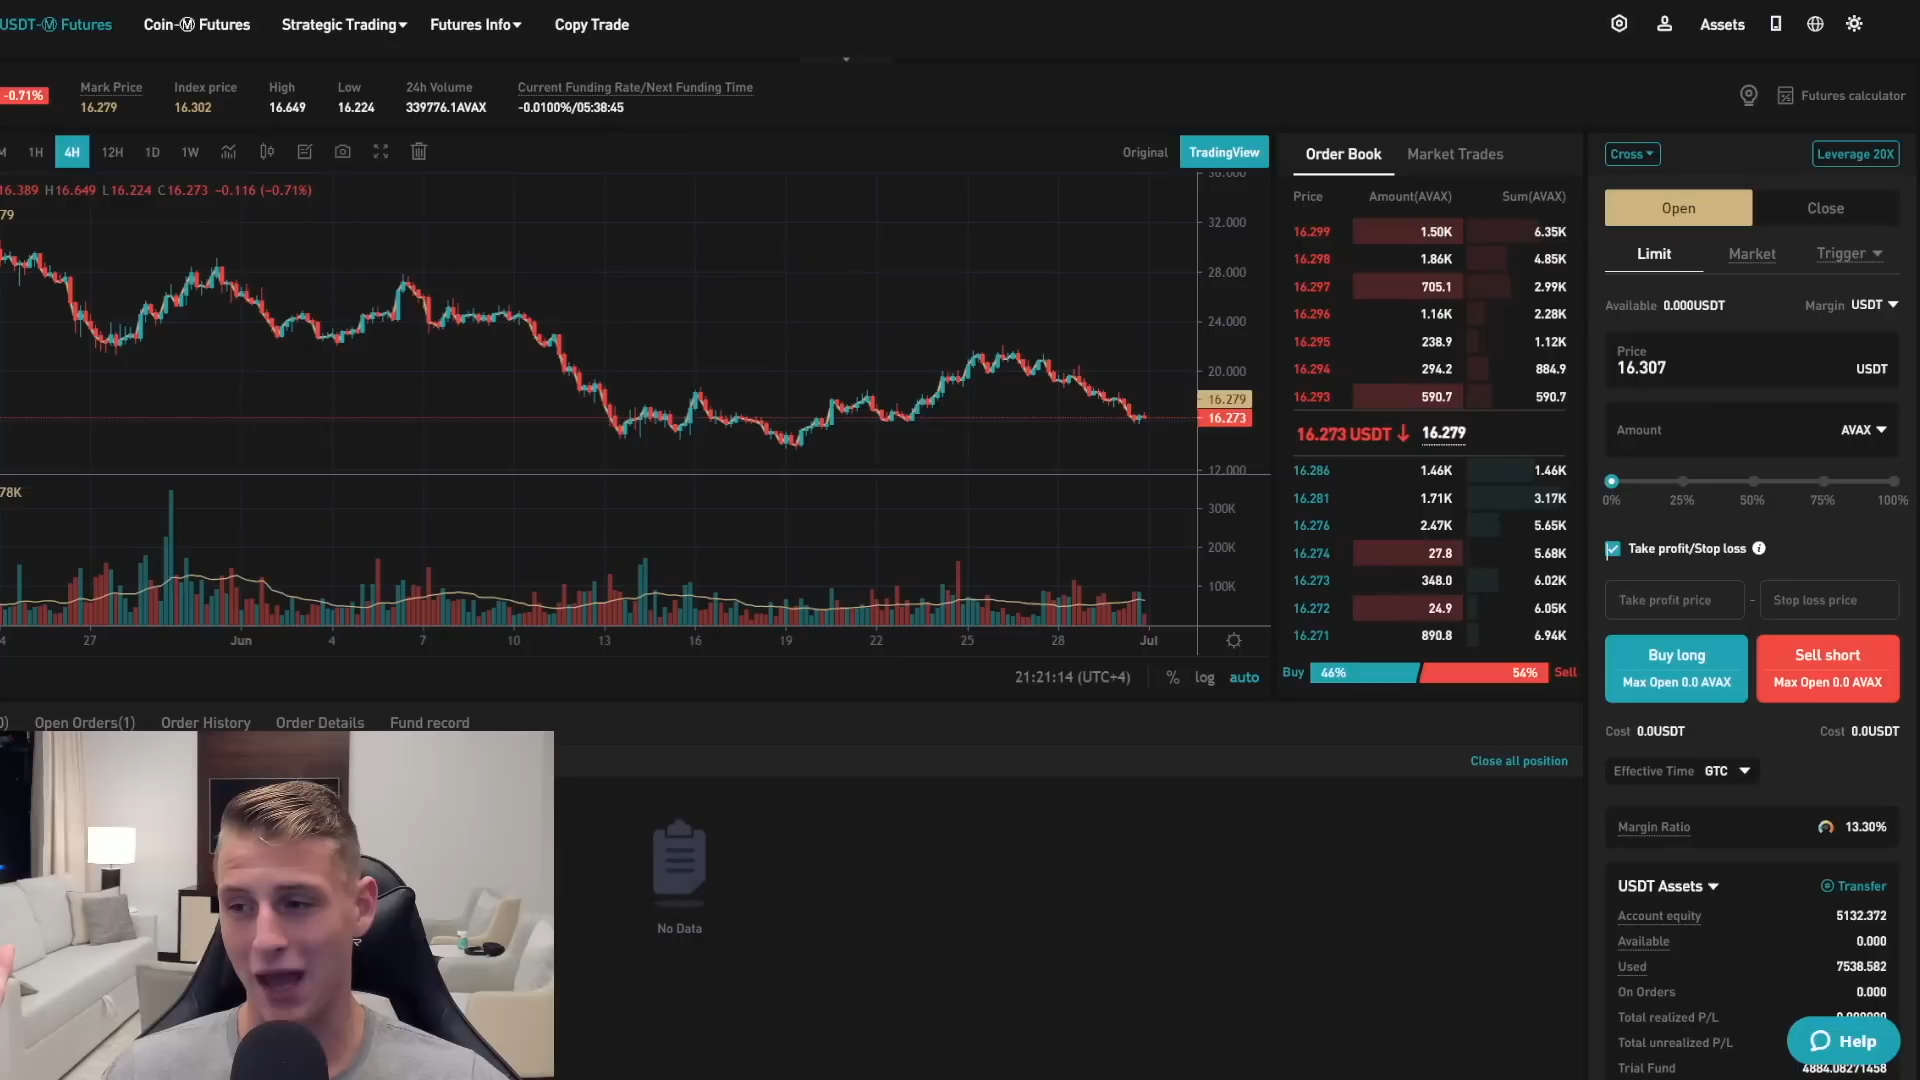 USDT-Ⓜ Futures Coin-Ⓜ Futures Strategic Trading Futures Info Copy Trade Assets
-0.71% Mark Price Index price High Low 24h Volume Current Funding Rate/Next Funding Time
16.279 16.302 16.649 16.224 339776.1AVAX -0.0100%/05:38:45 Futures calculator
M 1H 4H 12H 1D 1W Original TradingView
16.389 H16.649 L16.224 C16.273 -0.116 (-0.71%)
79
36.000
32.000
28.000
24.000
20.000
16.279
16.273
12.000
78K
300K
200K
100K
4 27 Jun 4 7 10 13 16 19 22 25 28 Jul
21:21:14 (UTC+4) % log auto
Order Book Market Trades
Price Amount(AVAX) Sum(AVAX)
16.299 1.50K 6.35K
16.298 1.86K 4.85K
16.297 705.1 2.99K
16.296 1.16K 2.28K
16.295 238.9 1.12K
16.294 294.2 884.9
16.293 590.7 590.7
16.273 USDT↓ 16.279
16.286 1.46K 1.46K
16.281 1.71K 3.17K
16.276 2.47K 5.65K
16.274 27.8 5.68K
16.273 348.0 6.02K
16.272 24.9 6.05K
16.271 890.8 6.94K
Buy 46% 54% Sell
Cross Leverage 20X
Open Close
Limit Market Trigger
Available 0.000USDT Margin USDT
Price
16.307 USDT
Amount AVAX
0% 25% 50% 75% 100%
Take profit/Stop loss
Take profit price - Stop loss price
Buy long Sell short
Max Open 0.0 AVAX Max Open 0.0 AVAX
Cost 0.0USDT Cost 0.0USDT
Effective Time GTC
Margin Ratio 13.30%
USDT Assets Transfer
Account equity 5132.372
Available 0.000
Used 7538.582
On Orders 0.000
Total realized P/L
Total unrealized P/L
Help
Trial Fund 4884.08271458
0) Open Orders(1) Order History Order Details Fund record
Close all position
No Data